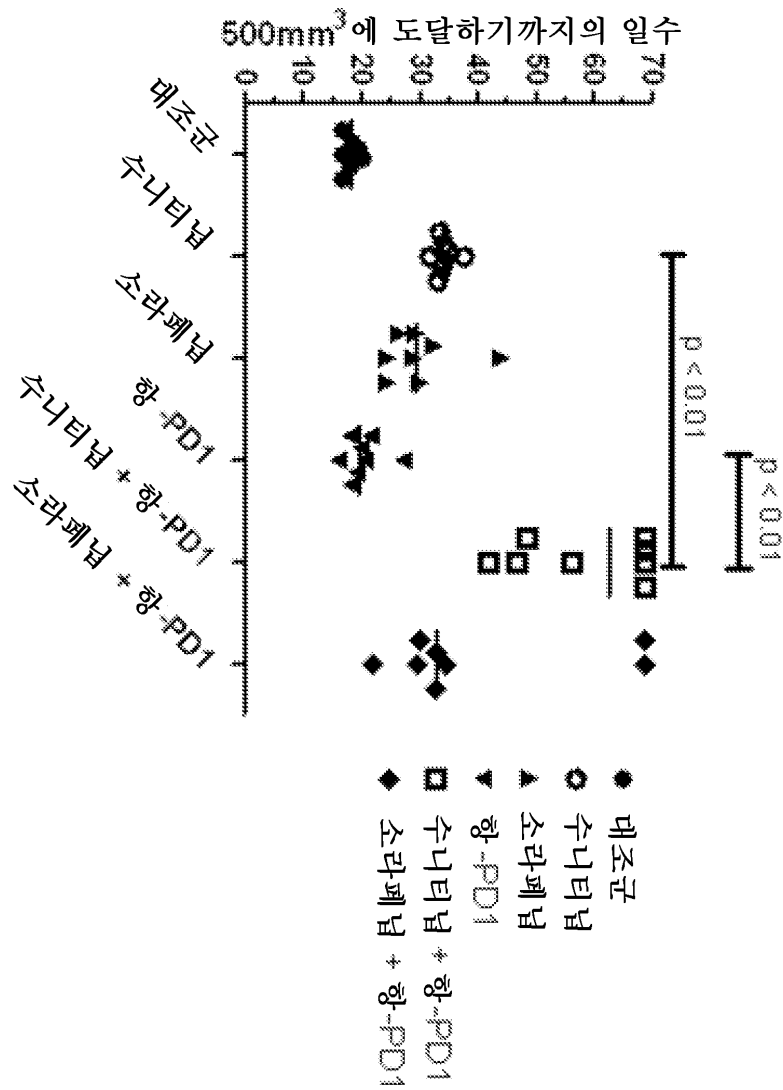 500mm³에 도달하기까지의 일수
0
10
20
30
40
50
60
70
대조군
수니티닙
소라페닙
항-PD1
수니티닙 + 항-PD1
소라페닙 + 항-PD1
p < 0.01
p < 0.01
대조군
수니티닙
소라페닙
항-PD1
수니티닙 + 항-PD1
소라페닙 + 항-PD1